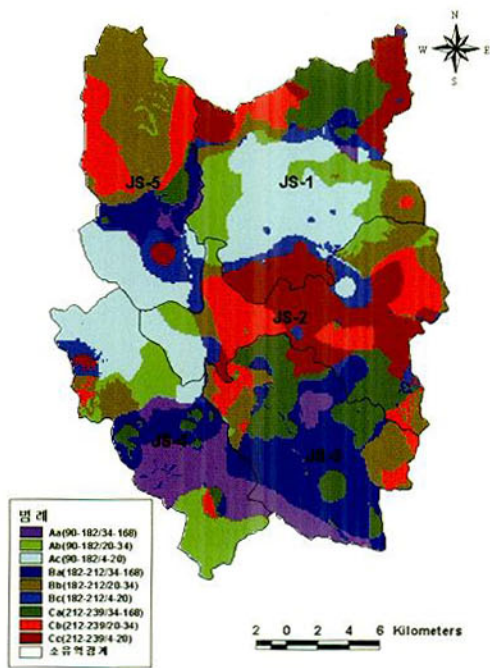 N
W E
S
JS-5
JS-1
JS-2
JS-4
범 례
Aa(90-182/34-168)
Ab(90-182/20-34)
Ac(90-182/4-20)
Ba(182-212/34-168)
Bb(182-212/20-34)
Bc(182-212/4-20)
Ca(212-239/34-168)
Cb(212-239/20-34)
Cc(212-239/4-20)
소유역경계
2 0 2 4 6 Kilometers